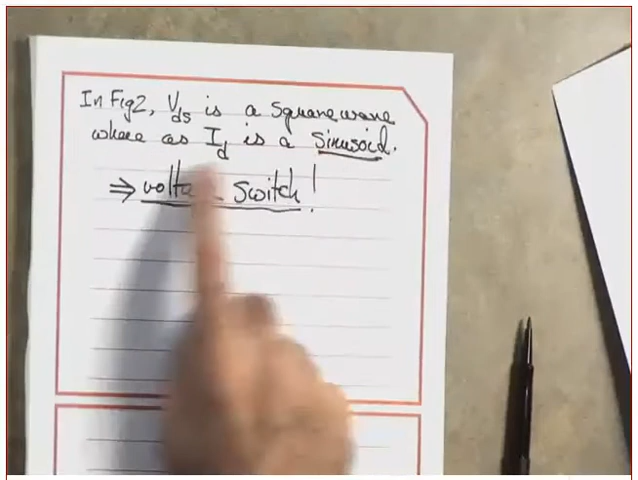 In Fig2, Vds is a Squarewave
where as Id is a Sinusoid.
⇒ Switch!